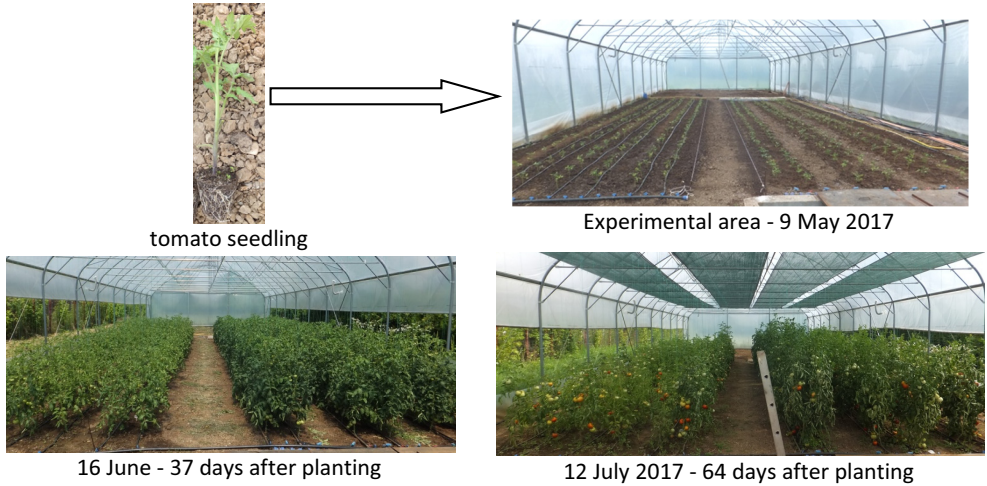 tomato seedling
Experimental area - 9 May 2017
16 June - 37 days after planting
12 July 2017 - 64 days after planting